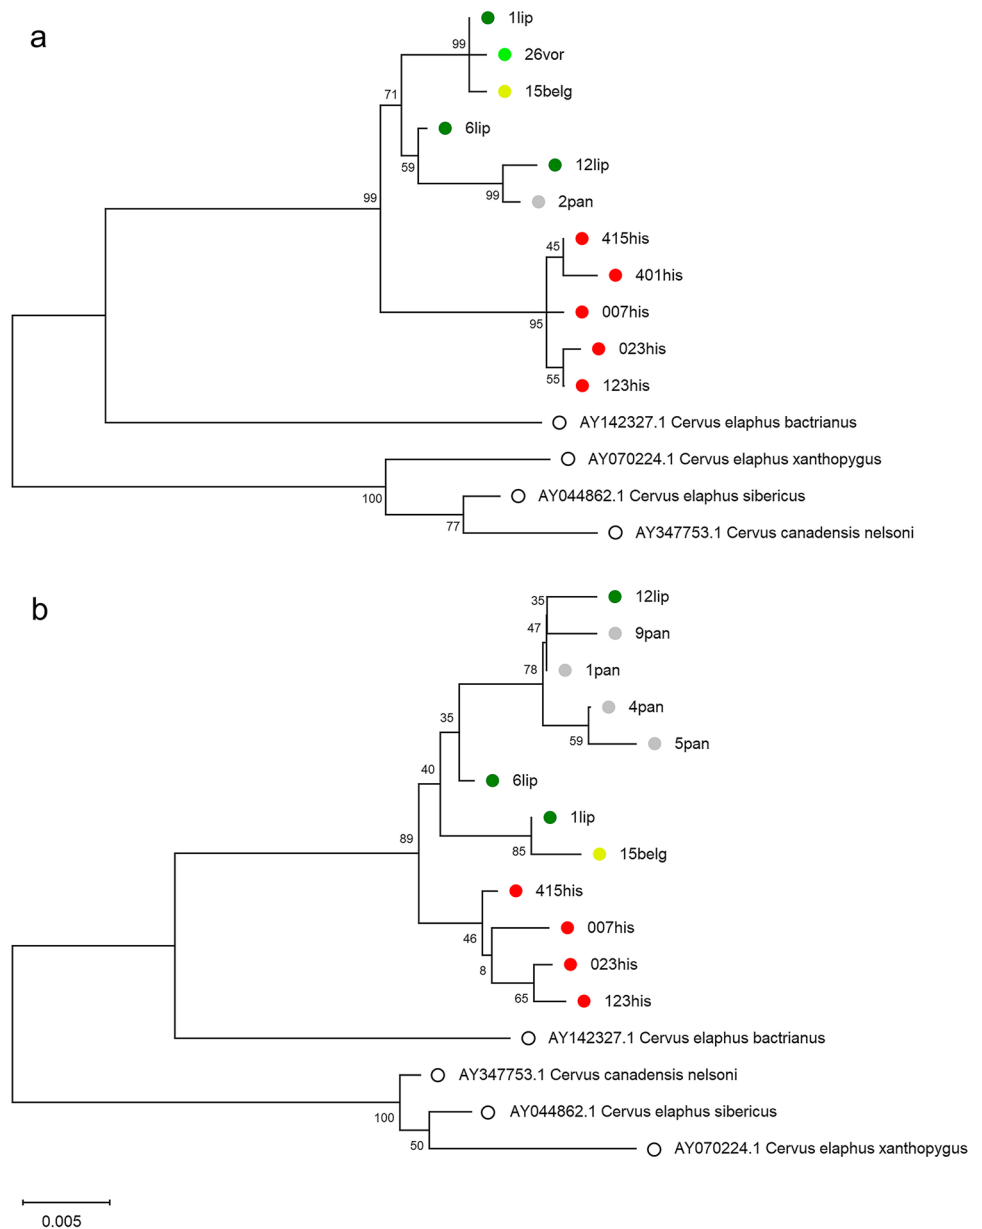 a
1lip
99
26vor
15belg
71
6lip
59
12lip
99
2pan
99
415his
45
401his
007his
95
023his
55
123his
AY142327.1 Cervus elaphus bactrianus
AY070224.1 Cervus elaphus xanthopygus
100
AY044862.1 Cervus elaphus sibericus
77
AY347753.1 Cervus canadensis nelsoni
b
12lip
35
47
9pan
78
1pan
4pan
59
5pan
35
40
6lip
1lip
89
85
15belg
415his
46
007his
8
023his
65
123his
AY142327.1 Cervus elaphus bactrianus
AY347753.1 Cervus canadensis nelsoni
100
AY044862.1 Cervus elaphus sibericus
50
AY070224.1 Cervus elaphus xanthopygus
0.005